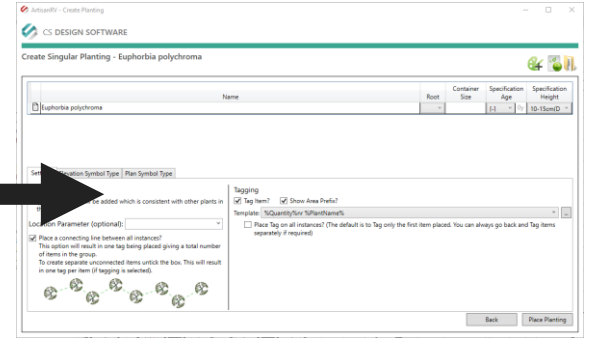 ArtisanRV - Create Planting
CS DESIGN SOFTWARE
Create Singular Planting - Euphorbia polychroma
Name
Root
Container Size
Specification Age
Specification Height
Euphorbia polychroma
[-]
10-15cm(D
Elevation Symbol Type
Plan Symbol Type
be added which is consistent with other plants in
Location Parameter (optional):
Place a connecting line between all instances?
This option will result in one tag being placed giving a total number
of items in the group.
To create separate unconnected items untick the box. This will result
in one tag per item (if tagging is selected).
Tagging
Tag Item?
Show Area Prefix?
Template: %Quantity%nr %PlantName%
...
Place Tag on all instances? (The default is to Tag only the first item placed. You can always go back and Tag items
separately if required)
Back
Place Planting